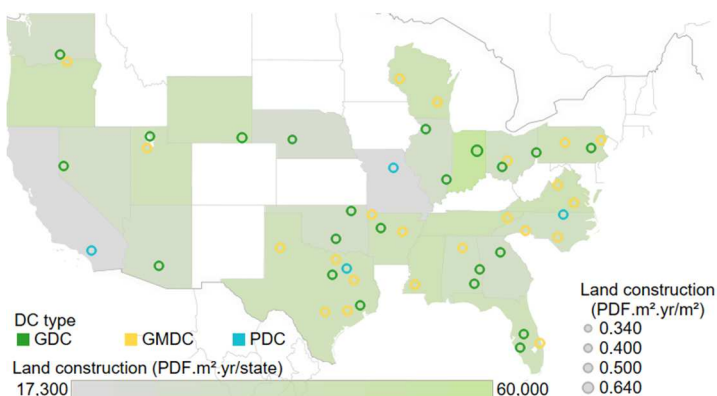 DC type
GDC GMDC PDC
Land construction (PDF.m².yr/state)
17,300 60,000
Land construction
(PDF.m².yr/m²)
0.340
0.400
0.500
0.640